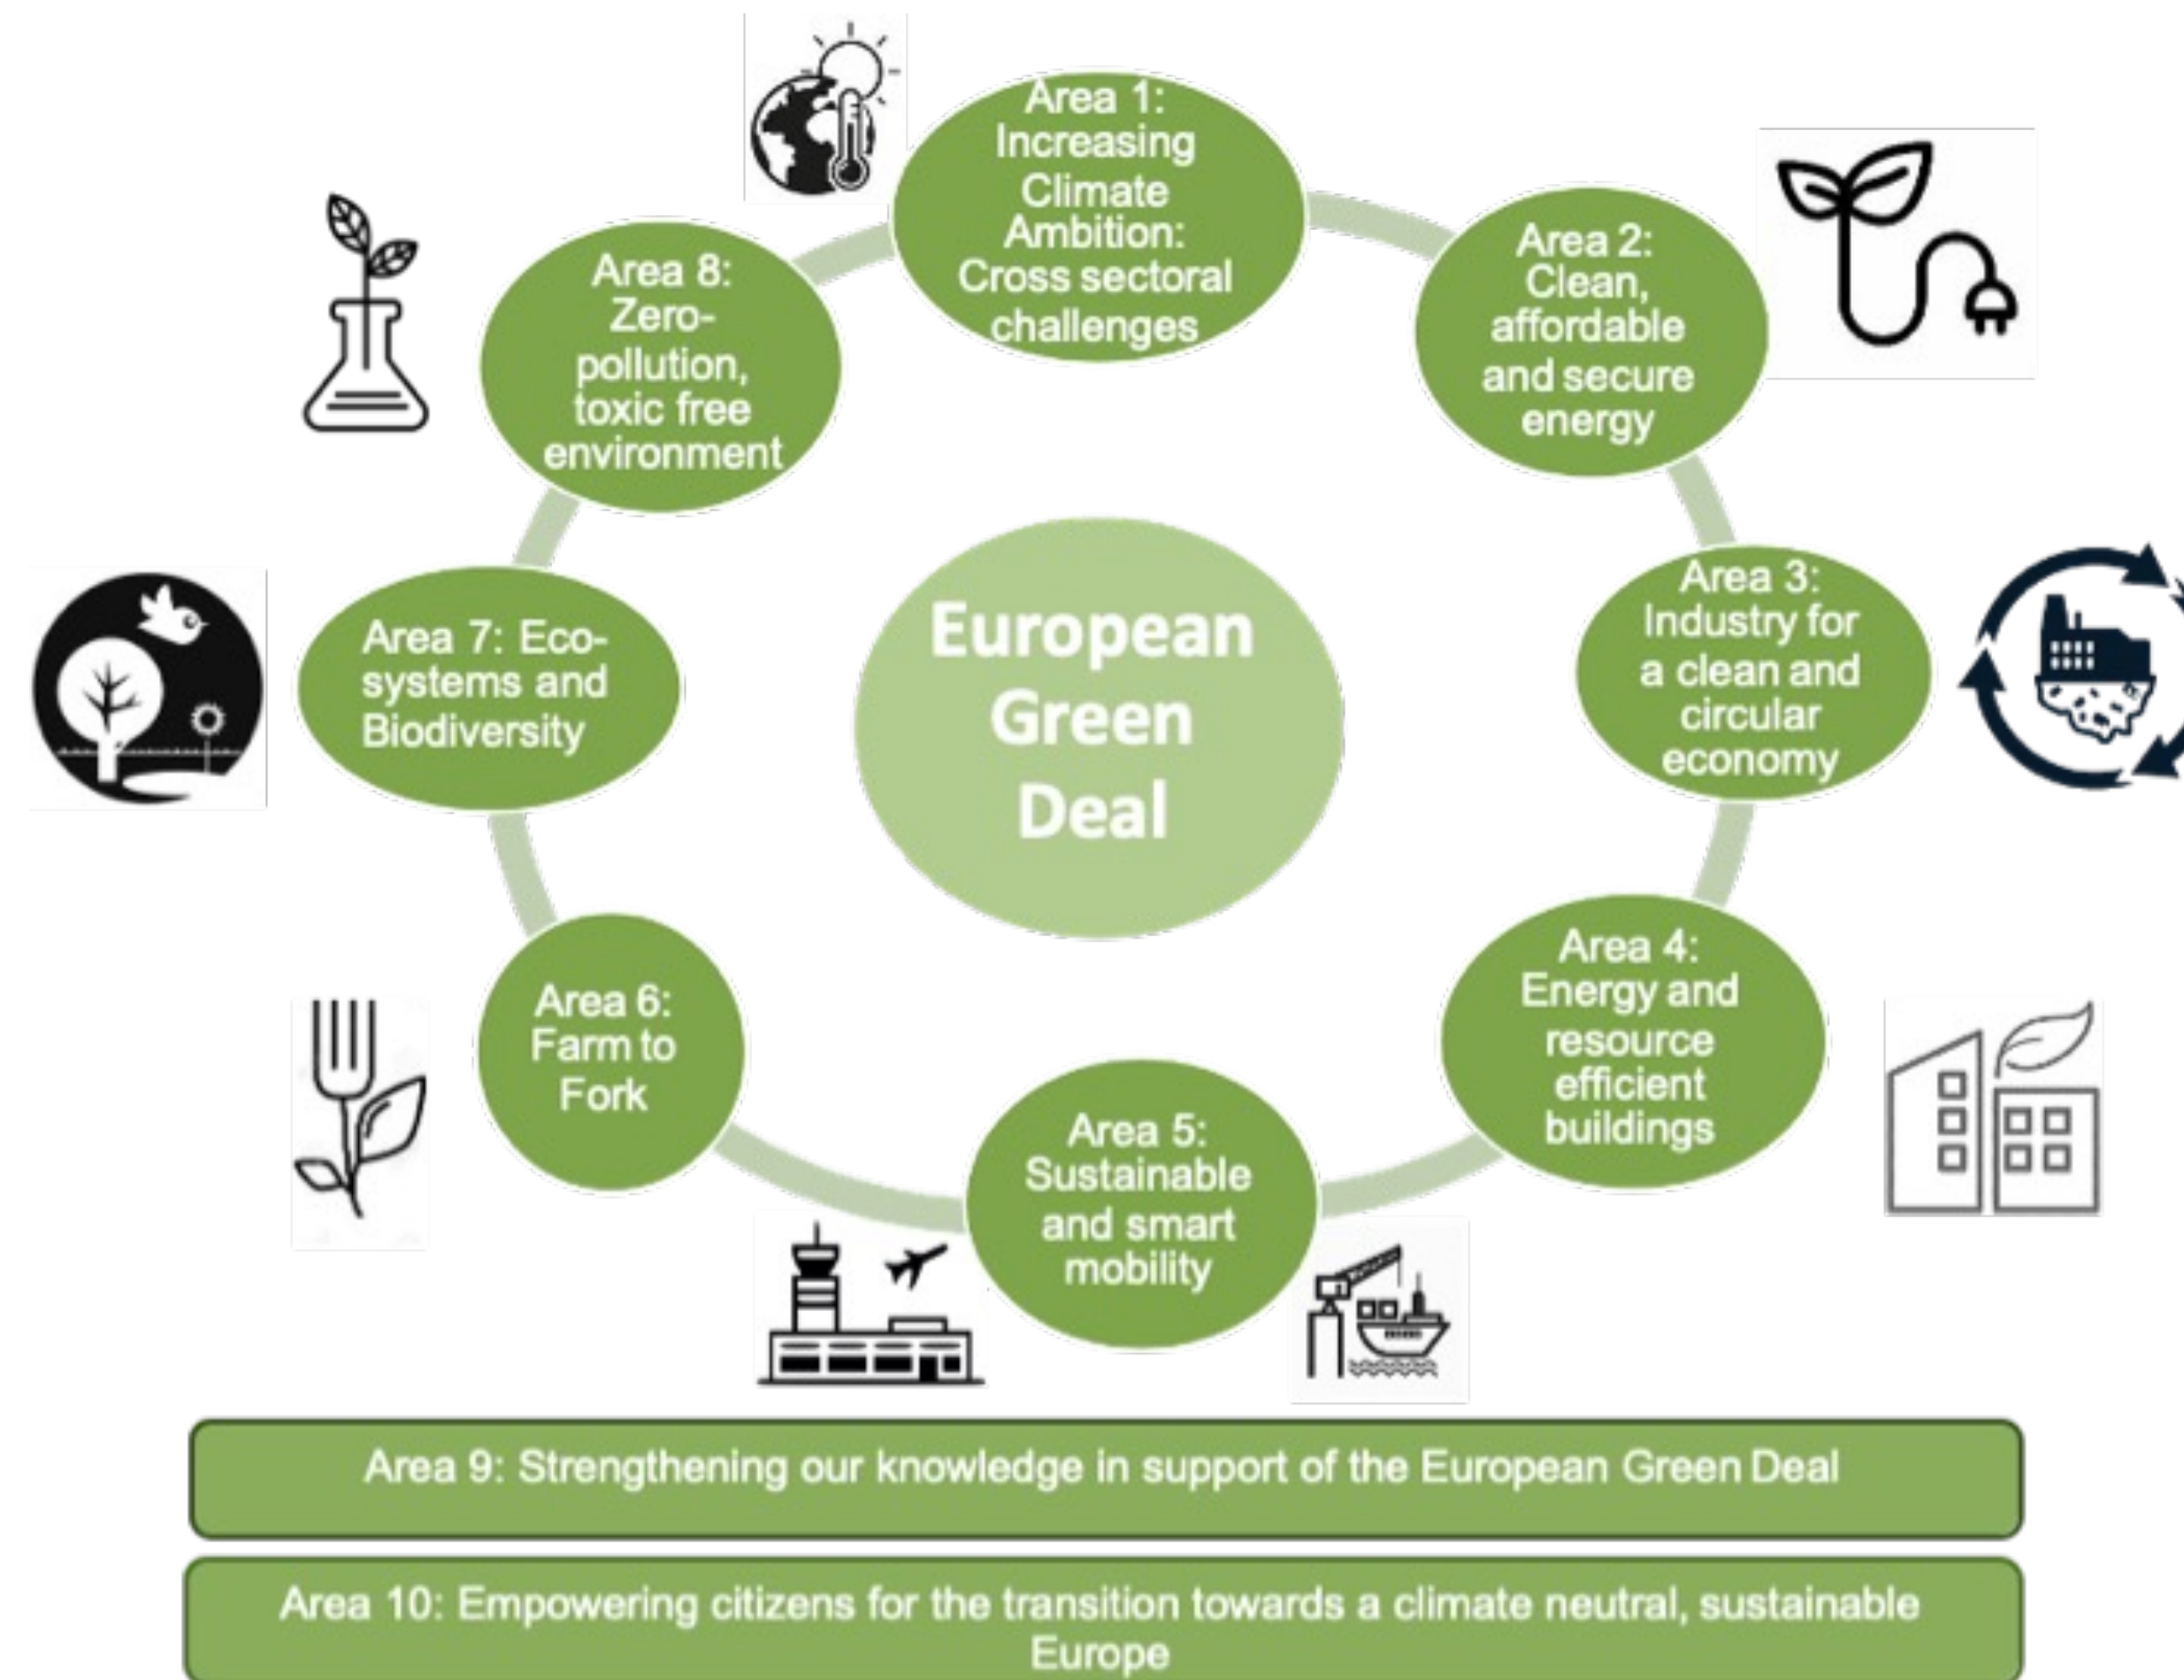 Area 1:
Increasing
Climate
Ambition:
Cross sectoral
challenges
Area 2:
Clean,
affordable
and secure
energy
Area 3:
Industry for
a clean and
circular
economy
Area 4:
Energy and
resource
efficient
buildings
Area 5:
Sustainable
and smart
mobility
Area 6:
Farm to
Fork
Area 7: Eco-
systems and
Biodiversity
Area 8:
Zero-
pollution,
toxic free
environment
European
Green
Deal
Area 9: Strengthening our knowledge in support of the European Green Deal
Area 10: Empowering citizens for the transition towards a climate neutral, sustainable
Europe